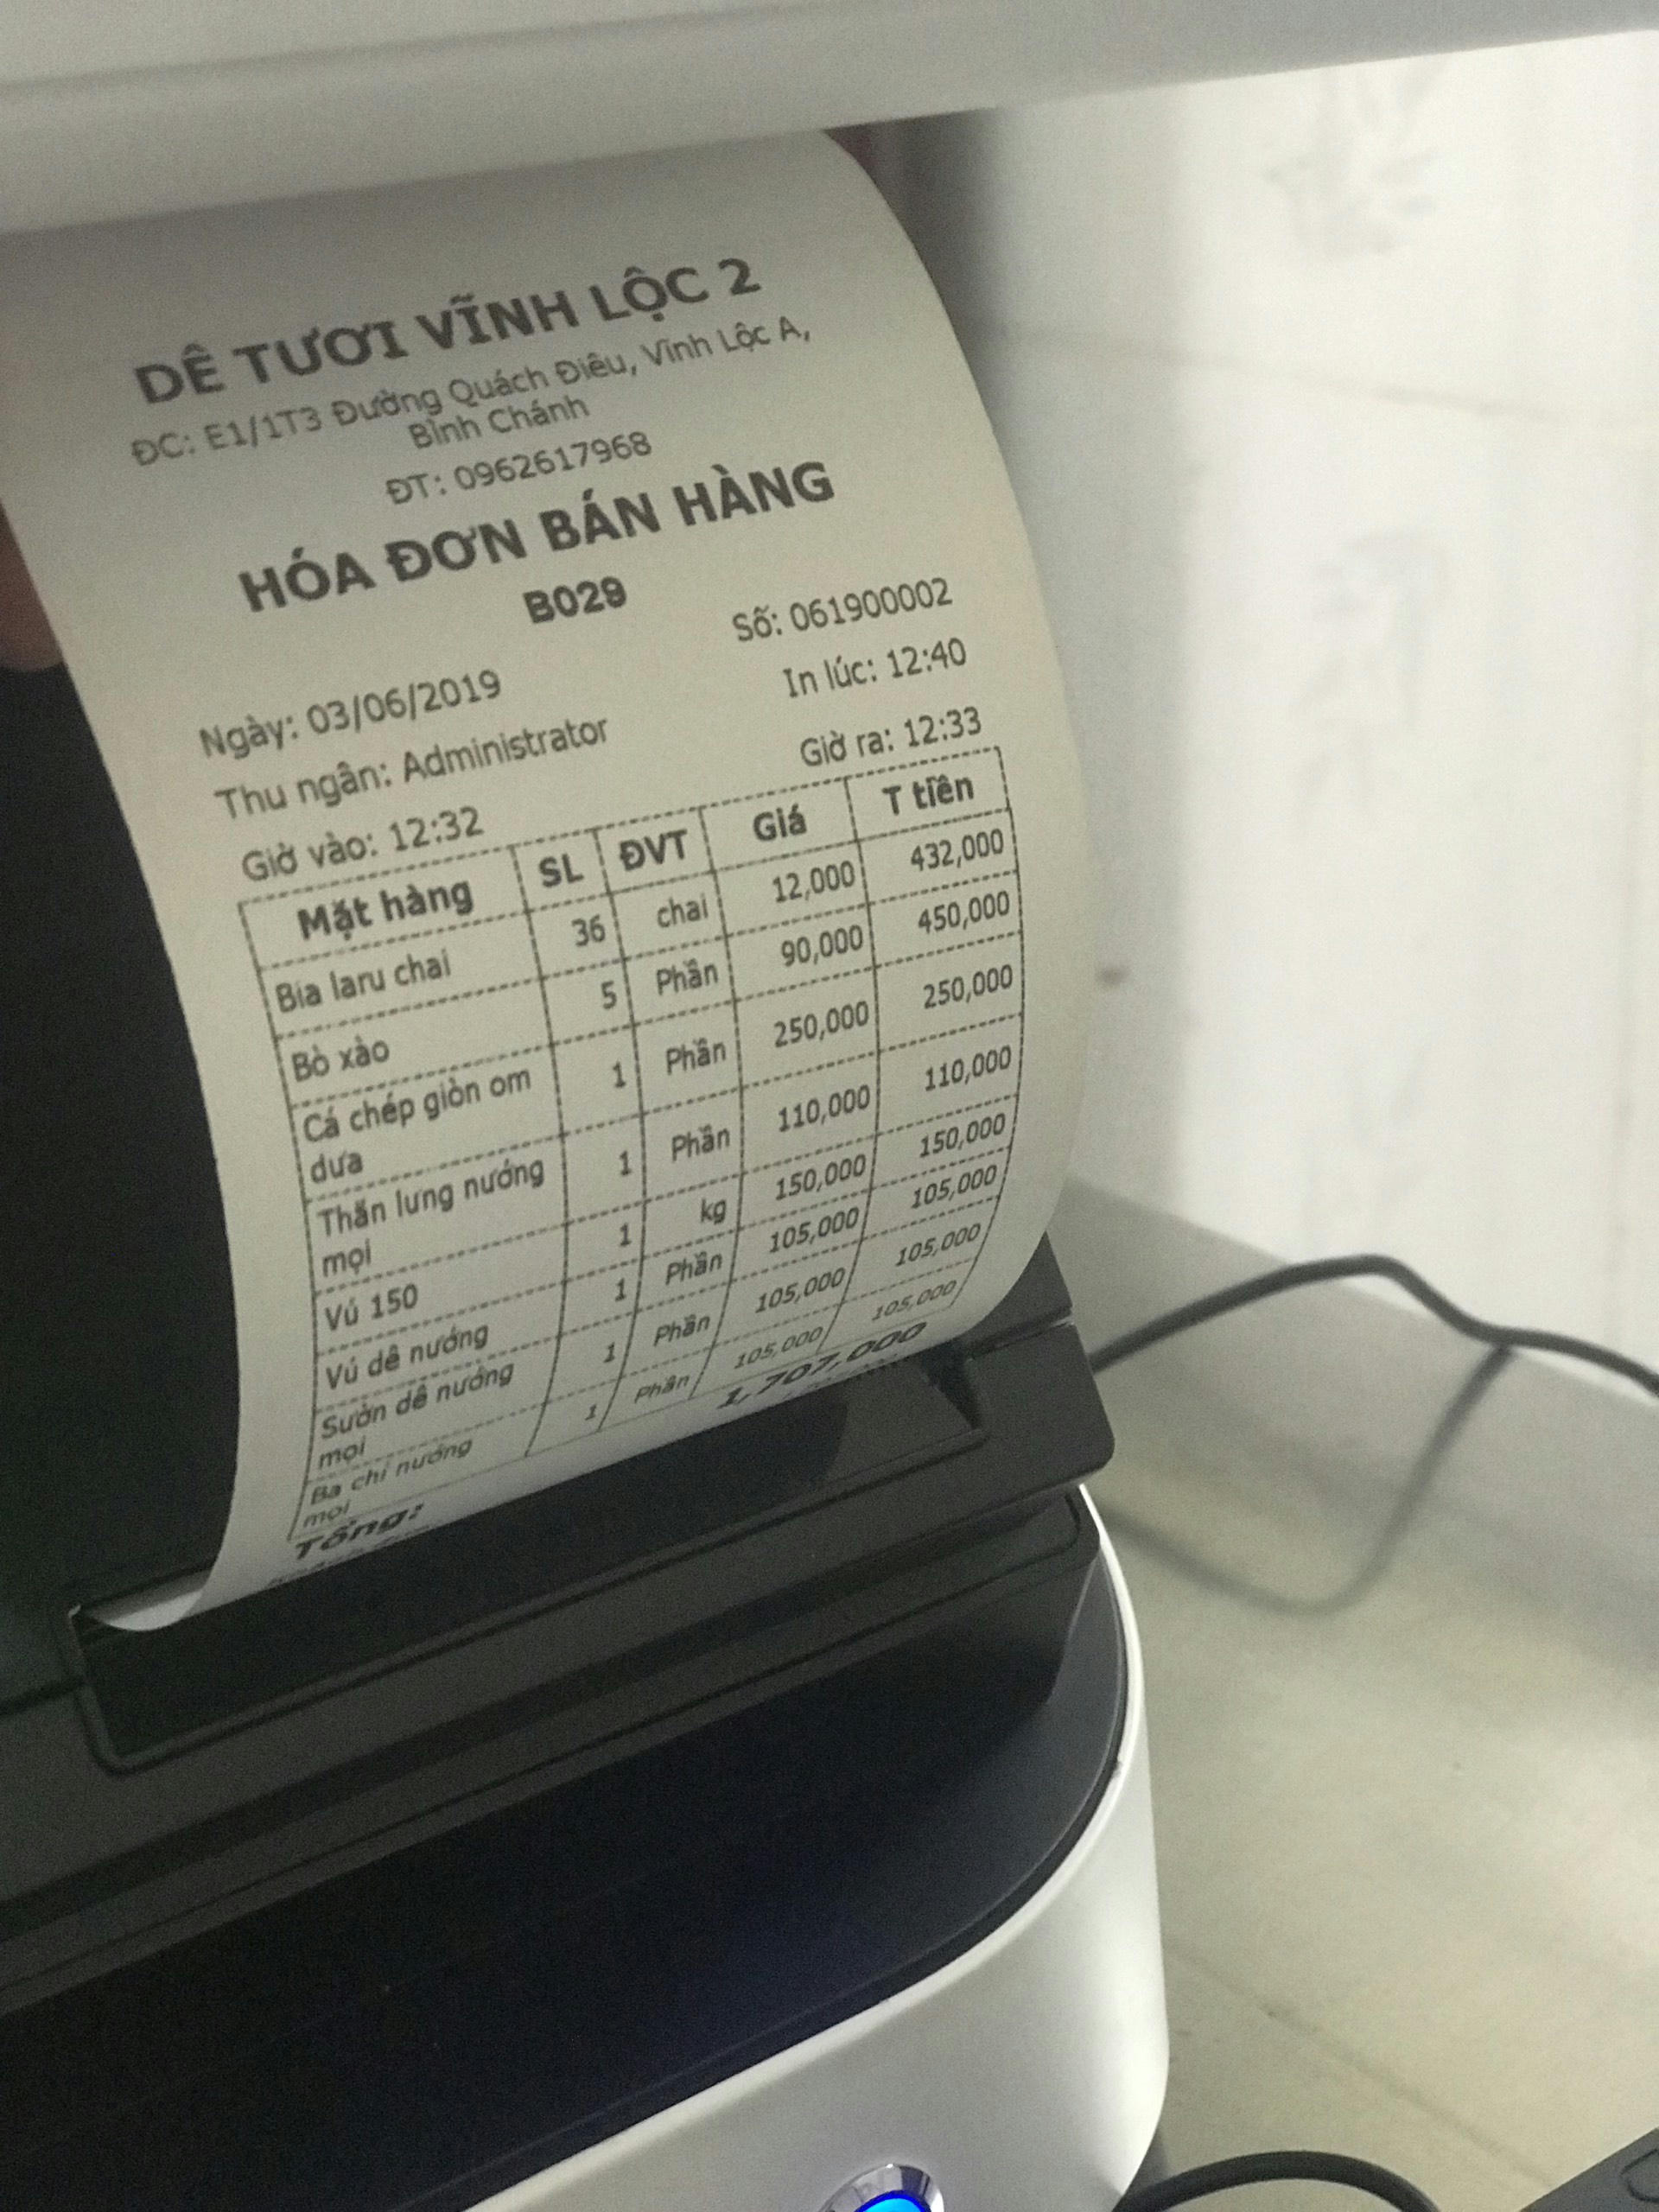 DÊ TƯƠI VĨNH LỘC 2
ĐC: E1/1T3 Đường Quách Điêu, Vĩnh Lộc A,
Bình Chánh
ĐT: 0962617968
HÓA ĐƠN BÁN HÀNG
B029
Số: 061900002
Ngày: 03/06/2019 In lúc: 12:40
Thu ngân: Administrator
Giờ vào: 12:32 Giờ ra: 12:33
Mặt hàng SL ĐVT Giá T tiền
Bia laru chai 36 chai 12,000 432,000
Bò xào 5 Phần 90,000 450,000
Cá chép giòn om 1 Phần 250,000 250,000
dưa
Thăn lưng nướng 1 Phần 110,000 110,000
mọi
Vú 150 1 kg 150,000 150,000
Vú dê nướng 1 Phần 105,000 105,000
Sườn dê nướng 1 Phần 105,000 105,000
mọi
Ba chỉ nướng 1 Phần 105,000 105,000
mọi
Tổng: 1,707,000